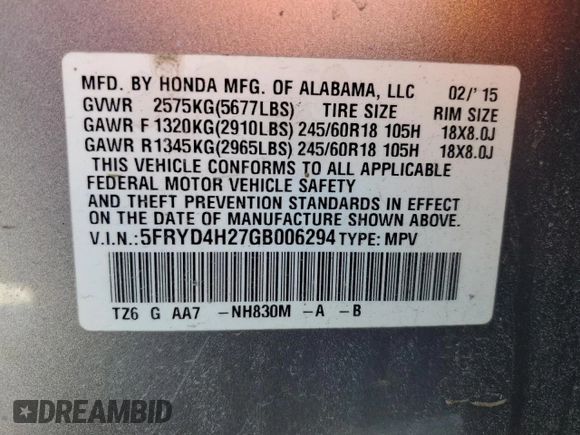 MFD. BY HONDA MFG. OF ALABAMA, LLC 02/'15
GVWR 2575KG(5677LBS) TIRE SIZE RIM SIZE
GAWR F1320KG(2910LBS) 245/60R18 105H 18X8.0J
GAWR R1345KG(2965LBS) 245/60R18 105H 18X8.0J
THIS VEHICLE CONFORMS TO ALL APPLICABLE
FEDERAL MOTOR VEHICLE SAFETY
AND THEFT PREVENTION STANDARDS IN EFFECT
ON THE DATE OF MANUFACTURE SHOWN ABOVE.
V.I.N.:5FRYD4H27GB006294 TYPE: MPV
TZ6 G AA7 -NH830M -A -B
DREAMBID